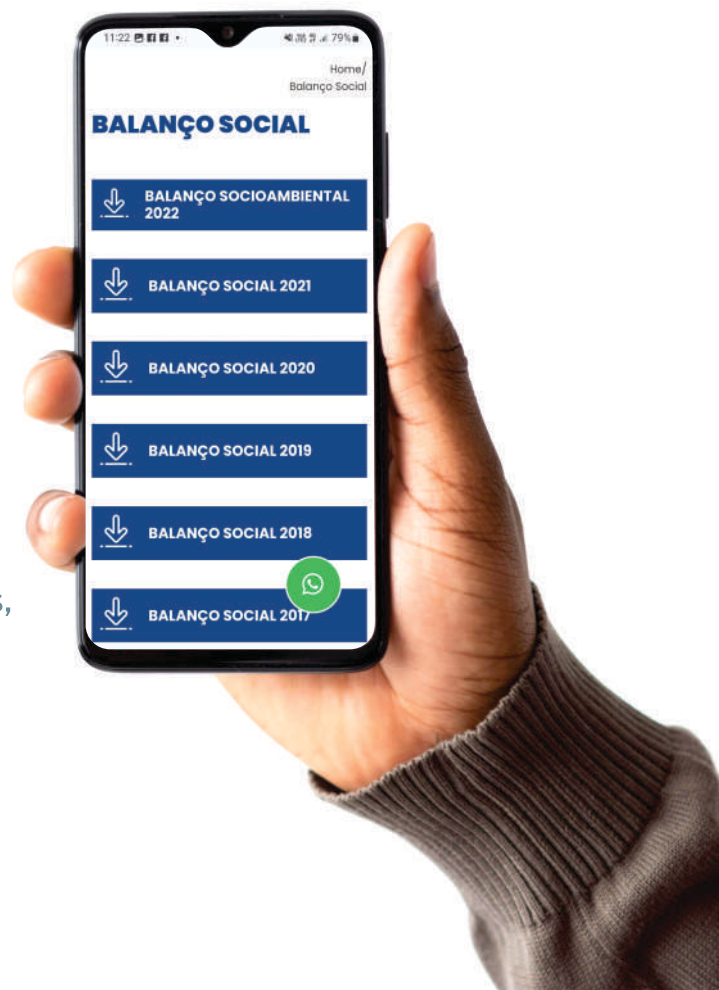 11:22
79%
Home/
Balanço Social
BALANÇO SOCIAL
BALANÇO SOCIOAMBIENTAL
2022
BALANÇO SOCIAL 2021
BALANÇO SOCIAL 2020
BALANÇO SOCIAL 2019
BALANÇO SOCIAL 2018
BALANÇO SOCIAL 2017
s,